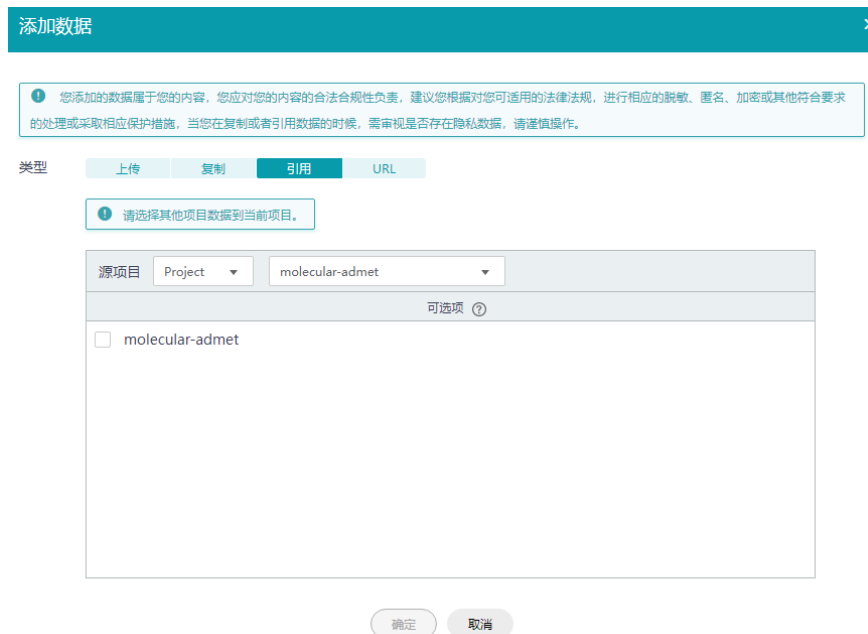 添加数据
您添加的数据属于您的内容，您应对您的内容的合法合规性负责，建议您根据对您可适用的法律法规，进行相应的脱敏、匿名、加密或其他符合要求
的处理或采取相应保护措施，当您在复制或者引用数据的时候，需审视是否存在隐私数据，请谨慎操作。
类型 上传 复制 引用 URL
请选择其他项目数据到当前项目。
源项目 Project molecular-admet
可选项
molecular-admet
确定 取消